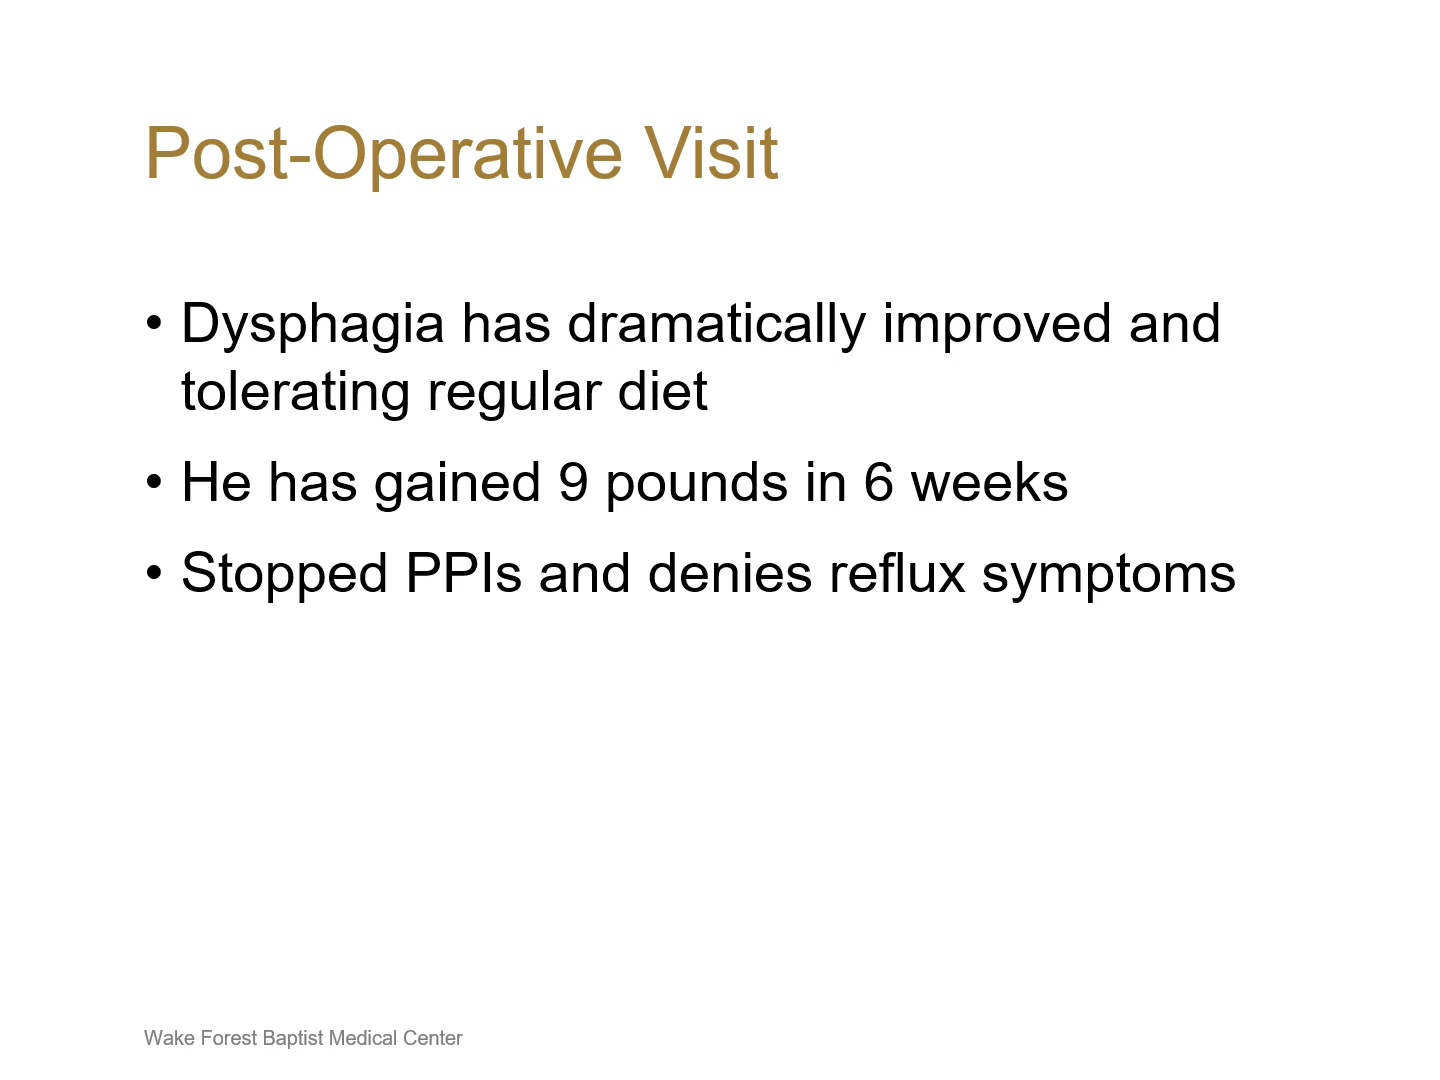 Post-Operative Visit
• Dysphagia has dramatically improved and
tolerating regular diet
• He has gained 9 pounds in 6 weeks
• Stopped PPIs and denies reflux symptoms
Wake Forest Baptist Medical Center